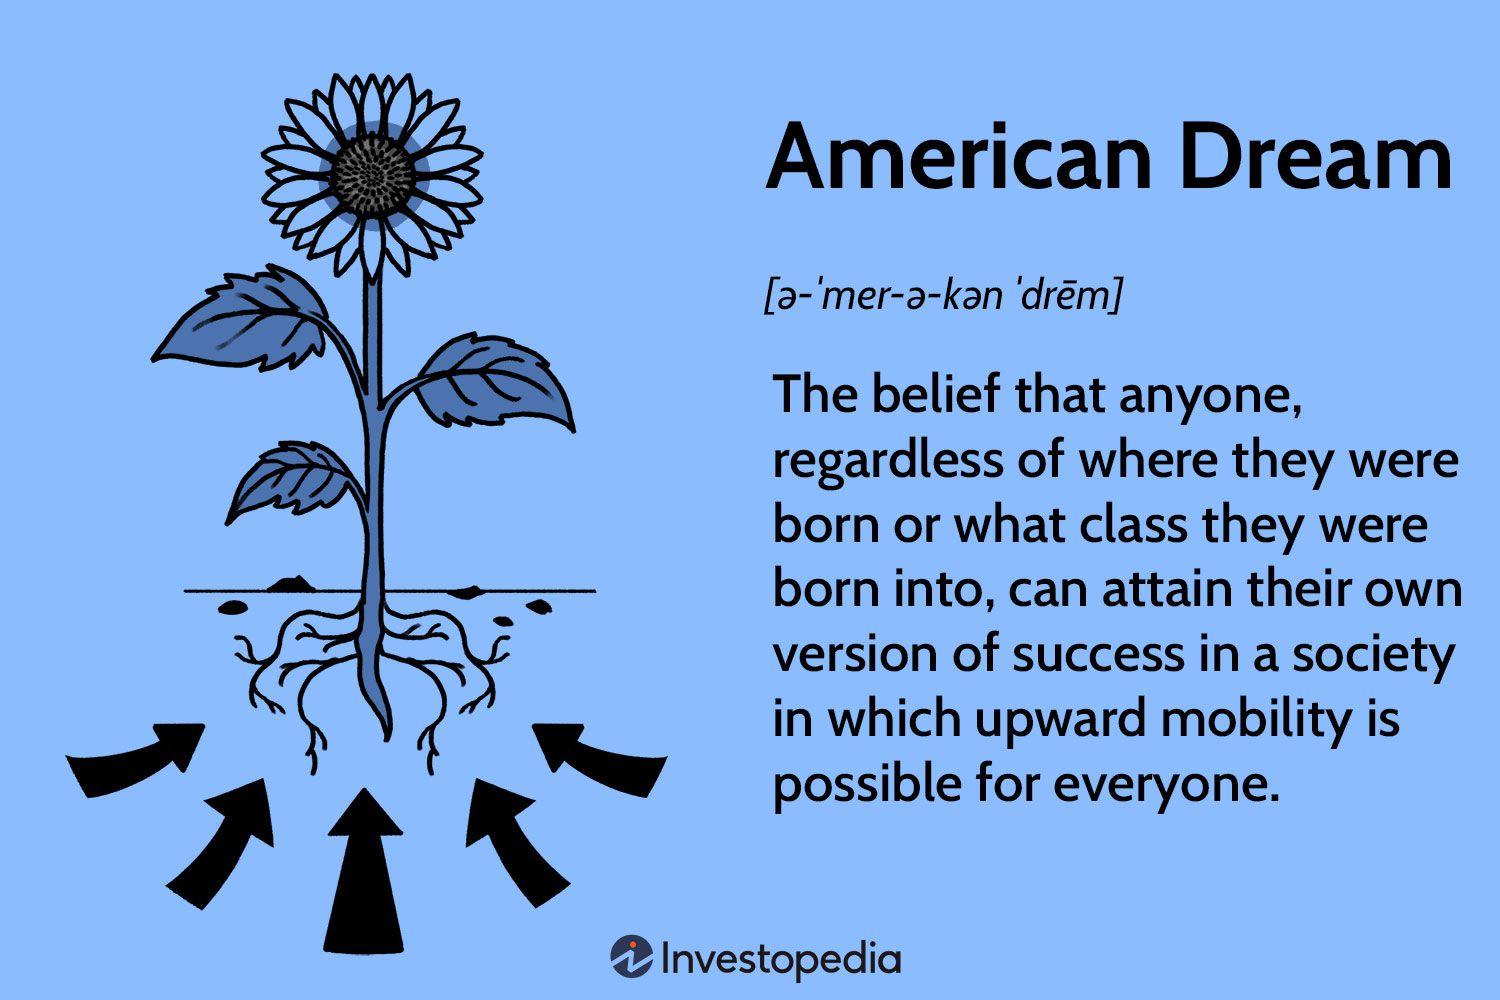 American Dream
[ə-ˈmer-ə-kən ˈdrēm]
The belief that anyone,
regardless of where they were
born or what class they were
born into, can attain their own
version of success in a society
in which upward mobility is
possible for everyone.
Investopedia